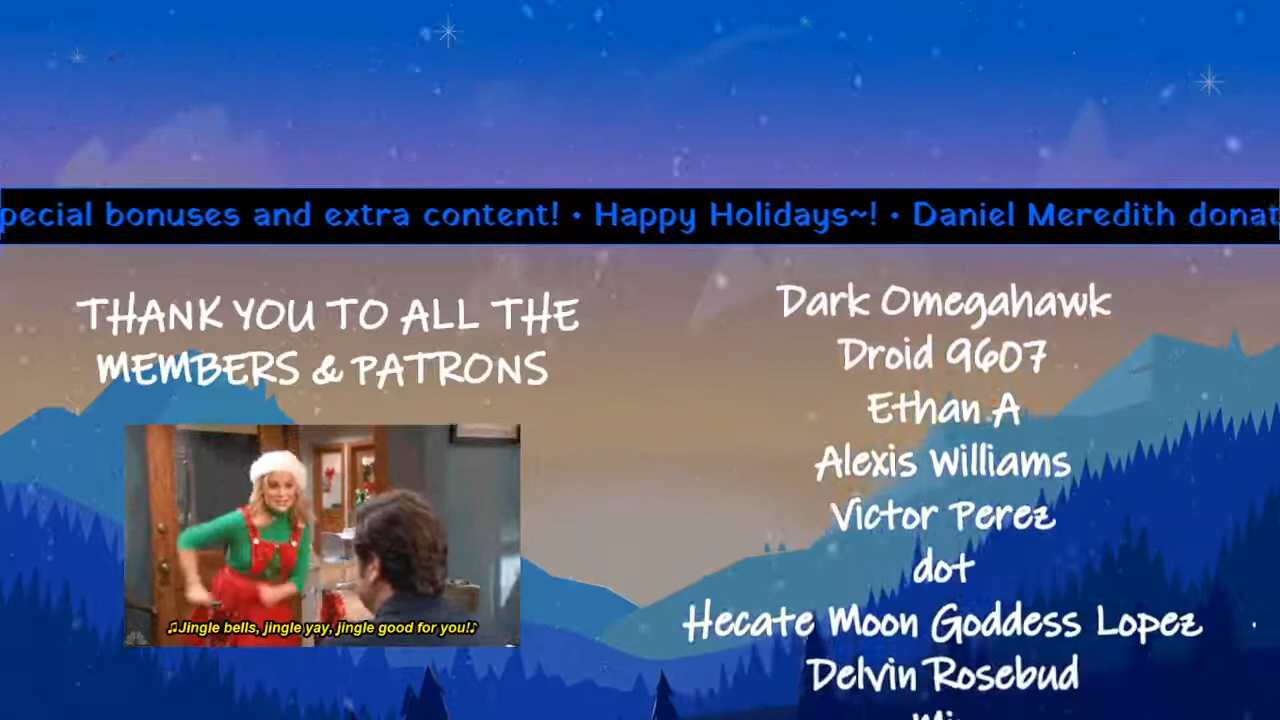 pecial bonuses and extra content! • Happy Holidays~! • Daniel Meredith donat
THANK YOU TO ALL THE
MEMBERS & PATRONS
♫Jingle bells, jingle yay, jingle good for you!♪
Dark Omegahawk
Droid 9607
Ethan A
Alexis Williams
Victor Perez
dot
Hecate Moon Goddess Lopez
Delvin Rosebud